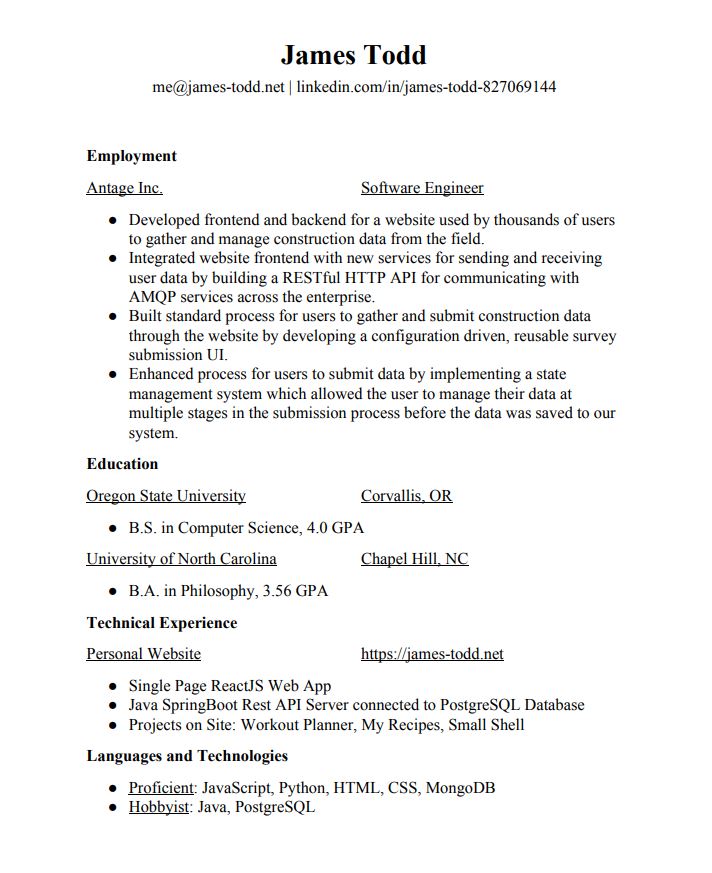 James Todd
me@james-todd.net | linkedin.com/in/james-todd-827069144
Employment
Antage Inc. Software Engineer
● Developed frontend and backend for a website used by thousands of users
to gather and manage construction data from the field.
● Integrated website frontend with new services for sending and receiving
user data by building a RESTful HTTP API for communicating with
AMQP services across the enterprise.
● Built standard process for users to gather and submit construction data
through the website by developing a configuration driven, reusable survey
submission UI.
● Enhanced process for users to submit data by implementing a state
management system which allowed the user to manage their data at
multiple stages in the submission process before the data was saved to our
system.
Education
Oregon State University Corvallis, OR
● B.S. in Computer Science, 4.0 GPA
University of North Carolina Chapel Hill, NC
● B.A. in Philosophy, 3.56 GPA
Technical Experience
Personal Website https://james-todd.net
● Single Page ReactJS Web App
● Java SpringBoot Rest API Server connected to PostgreSQL Database
● Projects on Site: Workout Planner, My Recipes, Small Shell
Languages and Technologies
● Proficient: JavaScript, Python, HTML, CSS, MongoDB
● Hobbyist: Java, PostgreSQL